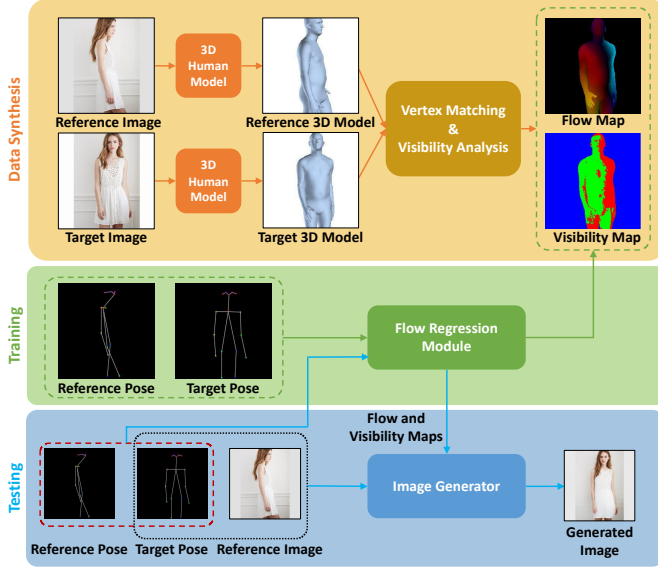 Data Synthesis
3D
Human
Model
Reference Image
Reference 3D Model
3D
Human
Model
Target Image
Target 3D Model
Vertex Matching
&
Visibility Analysis
Flow Map
Visibility Map
Training
Reference Pose
Target Pose
Flow Regression
Module
Testing
Flow and
Visibility Maps
Reference Pose
Target Pose
Reference Image
Image Generator
Generated
Image